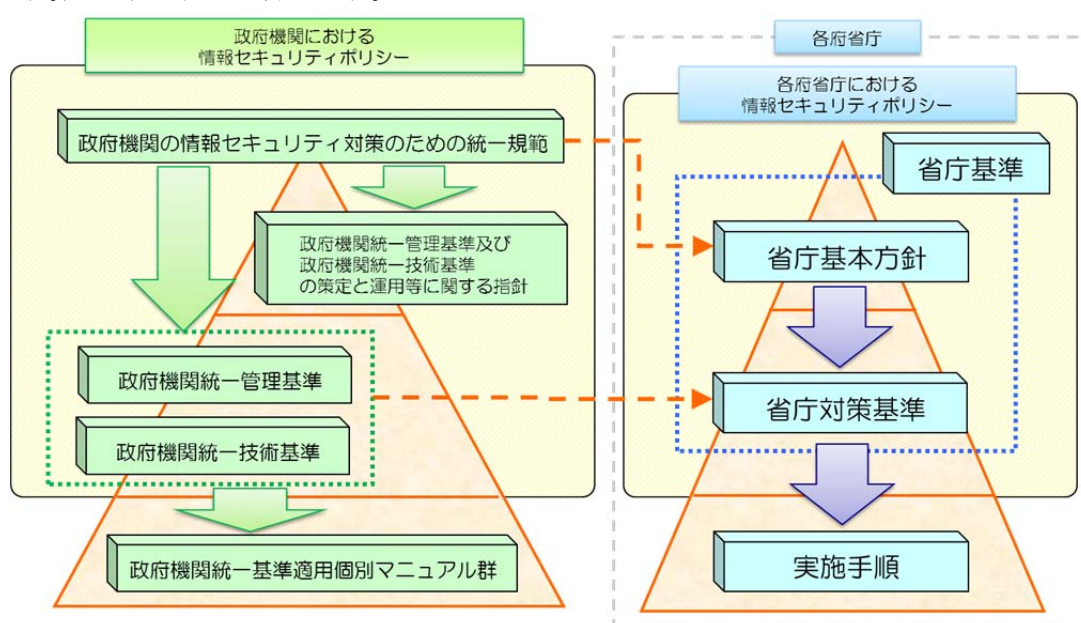 政府機関における
情報セキュリティポリシー
政府機関の情報セキュリティ対策のための統一規範
政府機関統一管理基準及び
政府機関統一技術基準
の策定と運用等に関する指針
政府機関統一管理基準
政府機関統一技術基準
政府機関統一基準適用個別マニュアル群
各府省庁
各府省庁における
情報セキュリティポリシー
省庁基準
省庁基本方針
省庁対策基準
実施手順